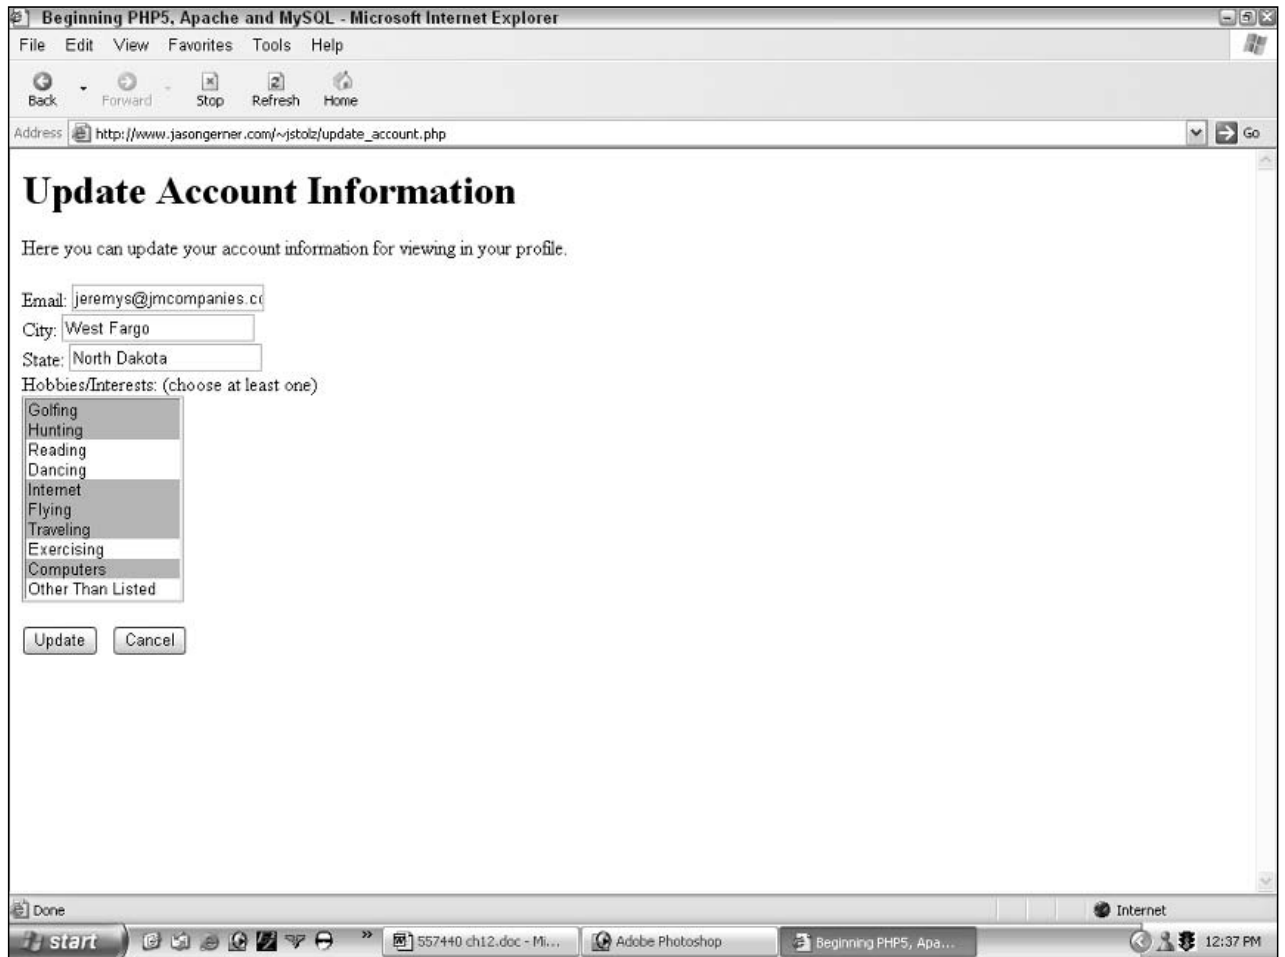 Beginning PHP5, Apache and MySQL - Microsoft Internet Explorer
File Edit View Favorites Tools Help
Back Forward Stop Refresh Home
Address http://www.jasongerner.com/~jstolz/update_account.php Go
Update Account Information
Here you can update your account information for viewing in your profile.
Email: jeremys@jmcompanies.co
City: West Fargo
State: North Dakota
Hobbies/Interests: (choose at least one)
Golfing
Hunting
Reading
Dancing
Internet
Flying
Traveling
Exercising
Computers
Other Than Listed
Update Cancel
Done Internet
start » 557440 ch12.doc - Mi... Adobe Photoshop Beginning PHP5, Apa... 12:37 PM